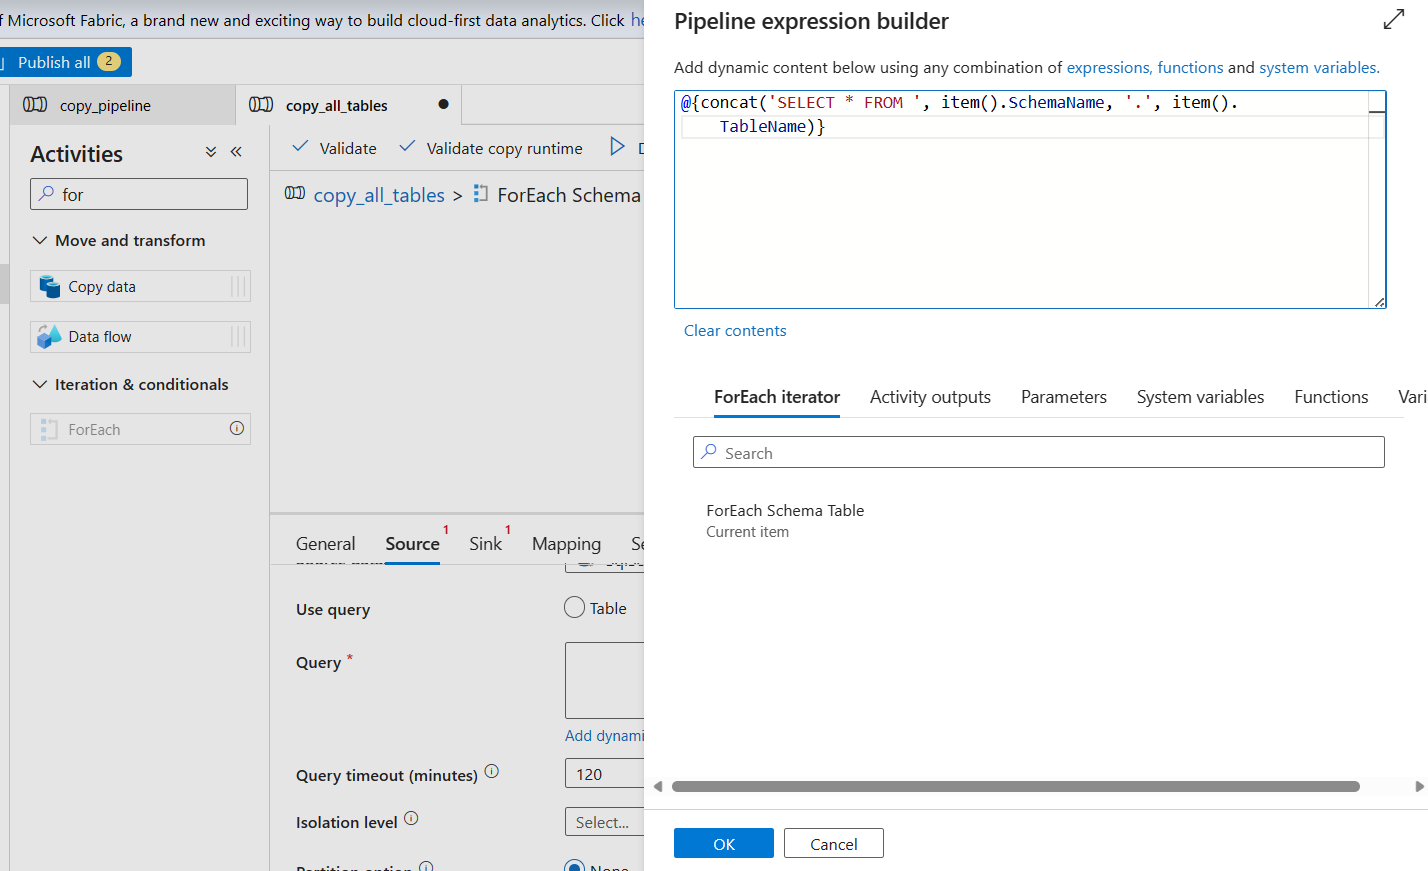 f Microsoft Fabric, a brand new and exciting way to build cloud-first data analytics. Click
Publish all 2
copy_pipeline
copy_all_tables
Activities
for
Move and transform
Copy data
Data flow
Iteration & conditionals
ForEach
Validate
Validate copy runtime
copy_all_tables > ForEach Schema
General
Source 1
Sink 1
Mapping
Use query
Table
Query *
Add dynami
Query timeout (minutes)
120
Isolation level
Select...
Partition option
None
Pipeline expression builder
Add dynamic content below using any combination of expressions, functions and system variables.
@{concat('SELECT * FROM ', item().SchemaName, '.', item().
TableName)}
Clear contents
ForEach iterator
Activity outputs
Parameters
System variables
Functions
Vari
Search
ForEach Schema Table
Current item
OK
Cancel